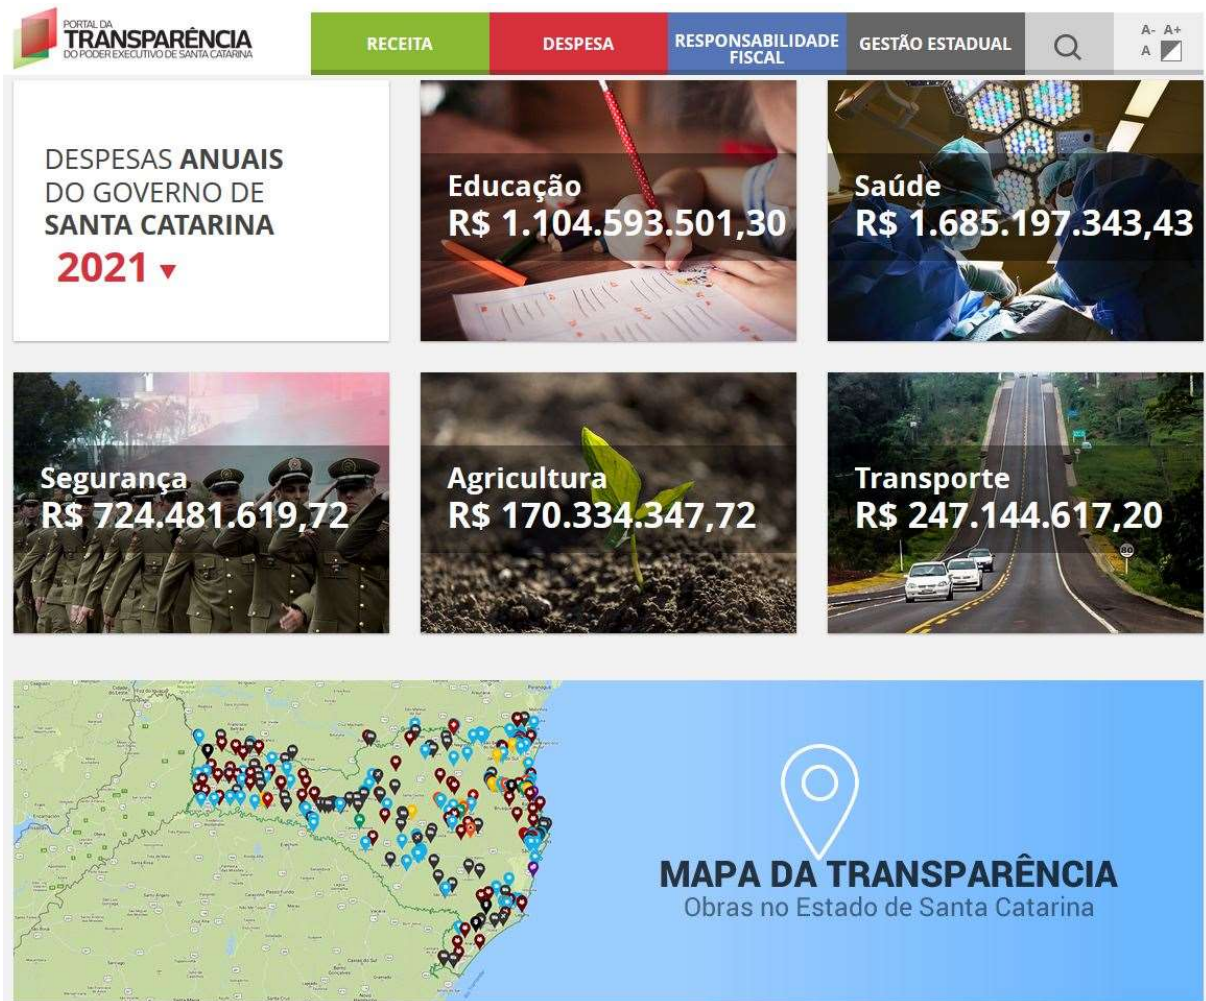 PORTAL DA
TRANSPARÊNCIA
DO PODER EXECUTIVO DE SANTA CATARINA
RECEITA
DESPESA
RESPONSABILIDADE
FISCAL
GESTÃO ESTADUAL
A- A+
A
DESPESAS ANUAIS
DO GOVERNO DE
SANTA CATARINA
2021
Educação
R$ 1.104.593.501,30
Saúde
R$ 1.685.197.343,43
Segurança
R$ 724.481.619,72
Agricultura
R$ 170.334.347,72
Transporte
R$ 247.144.617,20
80
MAPA DA TRANSPARÊNCIA
Obras no Estado de Santa Catarina